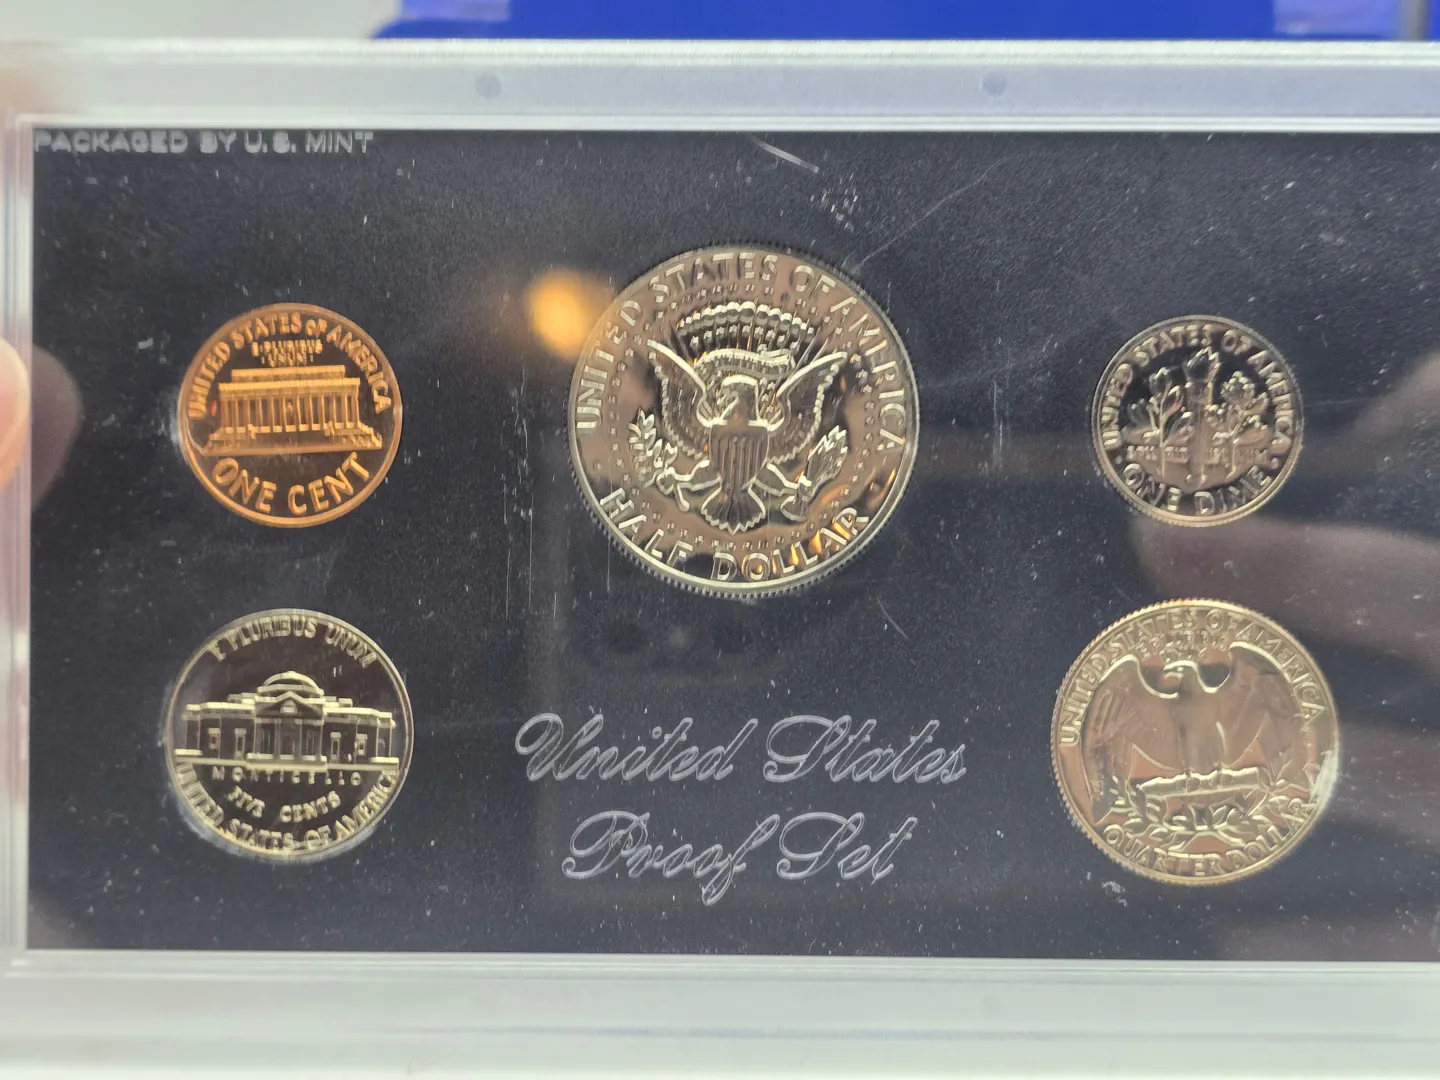 PACKAGED BY U.S. MINT
UNITED STATES OF AMERICA
E·PLURIBUS
·UNUM·
ONE CENT
UNITED STATES OF AMERICA
HALF DOLLAR
UNITED STATES OF AMERICA
· ONE DIME ·
E PLURIBUS UNUM
MONTICELLO
FIVE CENTS
UNITED STATES OF AMERICA
UNITED STATES OF AMERICA
QUARTER DOLLAR
United States
Proof Set